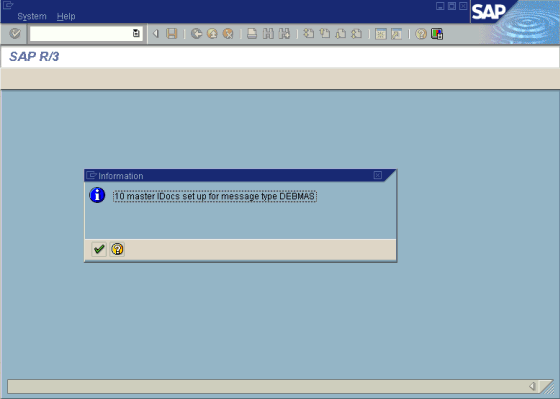 System Help
SAP
SAP R/3
Information
10 master IDocs set up for message type DEBMAS